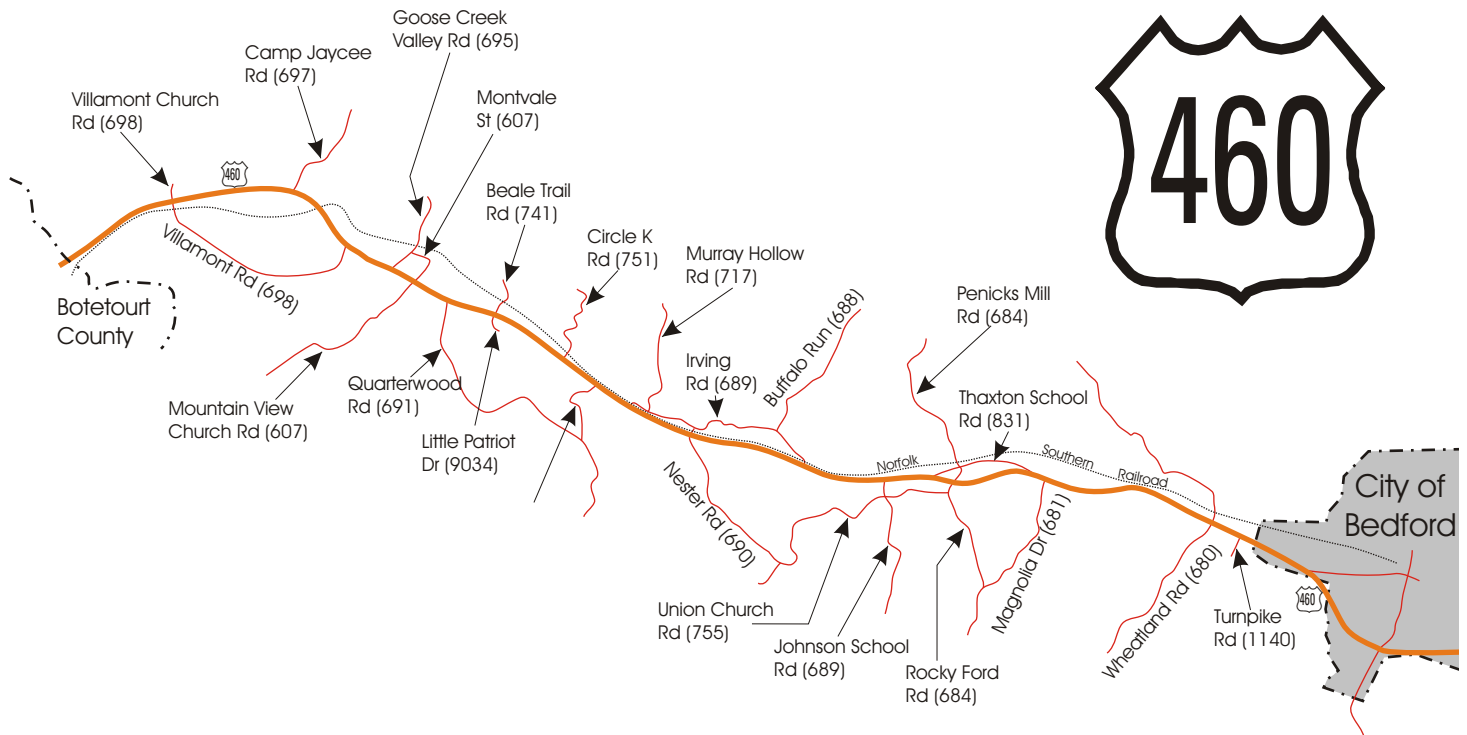 Goose Creek
Valley Rd (695)
Camp Jaycee
Rd (697)
Villamont Church
Rd (698)
Montvale
St (607)
460
460
Beale Trail
Rd (741)
Circle K
Rd (751)
Murray Hollow
Rd (717)
Villamont Rd (698)
Botetourt
County
Penicks Mill
Rd (684)
Buffalo Run (688)
Irving
Rd (689)
Quarterwood
Rd (691)
Mountain View
Church Rd (607)
Thaxton School
Rd (831)
Little Patriot
Dr (9034)
Norfolk
Southern
Railroad
City of
Bedford
Nester Rd (690)
Magnolia Dr (681)
Wheatland Rd (680)
460
Union Church
Rd (755)
Johnson School
Rd (689)
Rocky Ford
Rd (684)
Turnpike
Rd (1140)